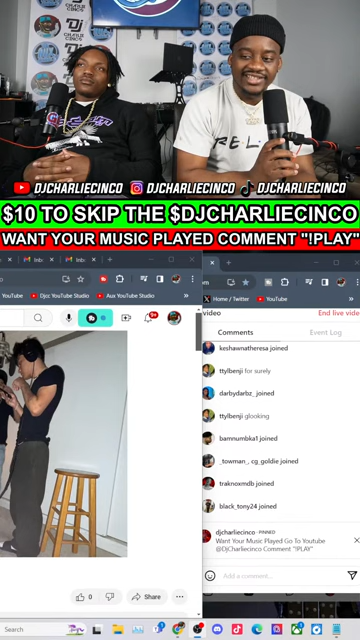 DJCHARLIECINCO DJCHARLIECINCO DJCHARLIECINCO
$10 TO SKIP THE $DJCHARLIECINCO
WANT YOUR MUSIC PLAYED COMMENT "!PLAY"
YouTube Djcc YouTube Studio Aux YouTube Studio
Home / Twitter YouTube
video End live video
Comments Event Log
keshawnatheresa joined
ttylbenji for surely
darbydarbz_ joined
ttylbenji glooking
bamnumbka1 joined
_towman_, cg_goldie joined
traknoxmdb joined
black_tony24 joined
djcharliecinco • PINNED
Want Your Music Played Go To Youtube
@DjCharliecinco Comment "!PLAY"
9+
0 Share ...
Add a comment...
Search